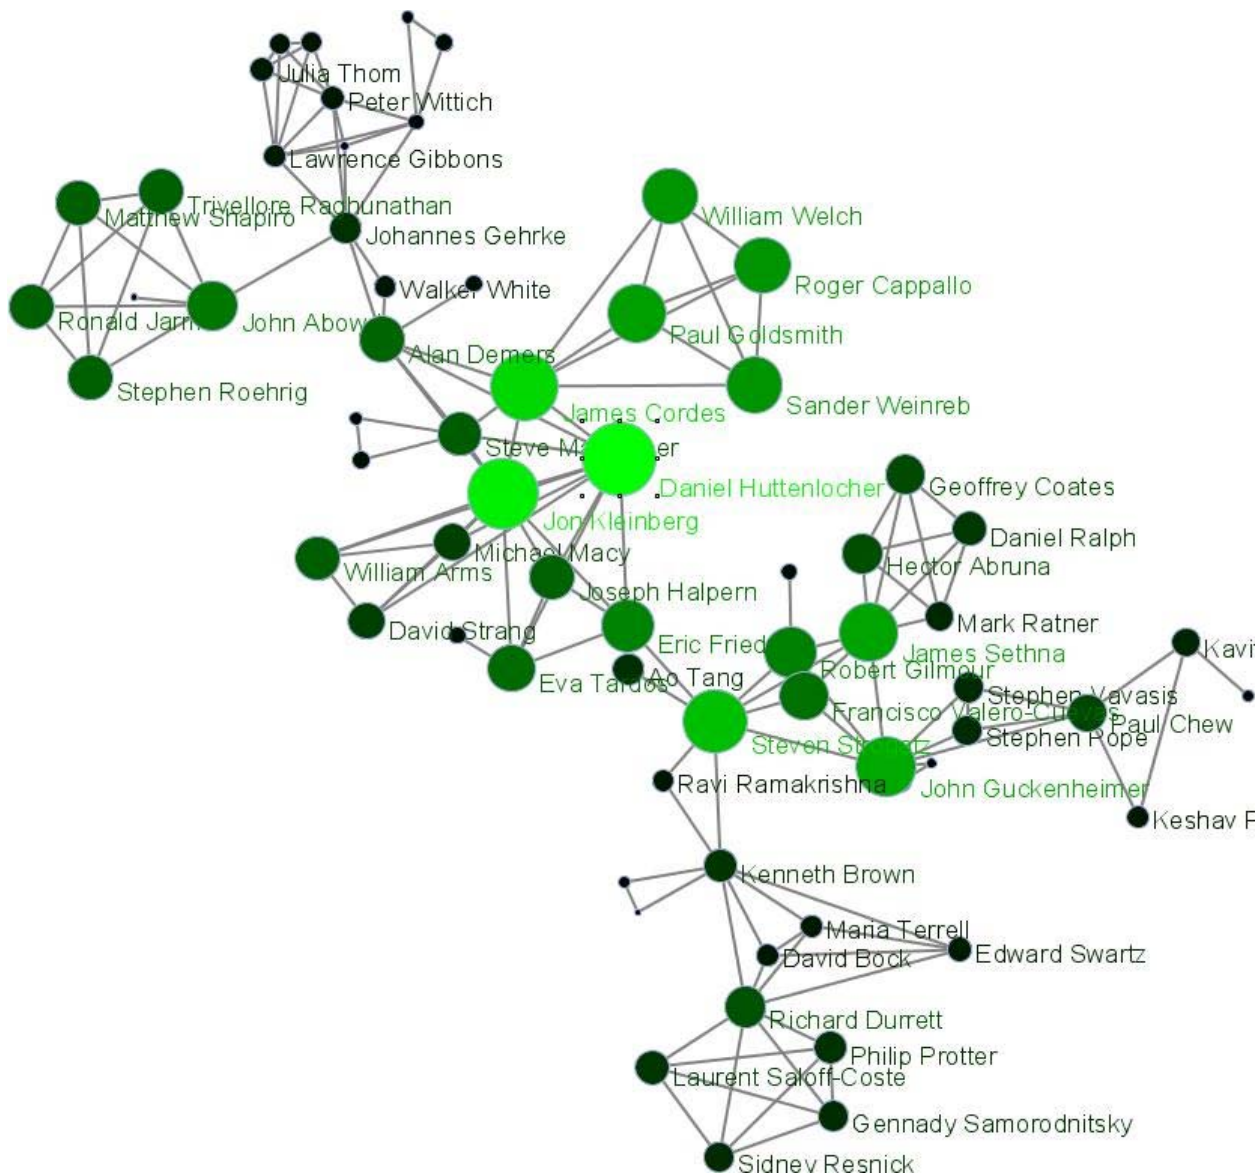 Julia Thom
Peter Wittich
Lawrence Gibbons
Trivellore Raghunathan
Matthew Shapiro
William Welch
Johannes Gehrke
Roger Cappallo
Walker White
Ronald
John
Paul Goldsmith
Alan Demers
Stephen Roehrig
Sander Weinreb
James Cordes
Steve
Daniel Huttenlocher
Geoffrey Coates
Jon Kleinberg
Daniel Ralph
Michael Macy
Hector Abruna
William Arms
Joseph Halpern
Mark Ratner
David Strang
Eric
James Sethna
Ao Tang
Robert Gilmour
Eva Tardos
Stephen Vavasis
Francisco Valero-Cuevas
Paul Chew
Stephen Pope
Steven Strogatz
Ravi Ramakrishna
John Guckenheimer
Keshav
Kenneth Brown
Maria Terrell
David Bock
Edward Swartz
Richard Durrett
Philip Protter
Laurent Saloff-Coste
Gennady Samorodnitsky
Sidney Resnick